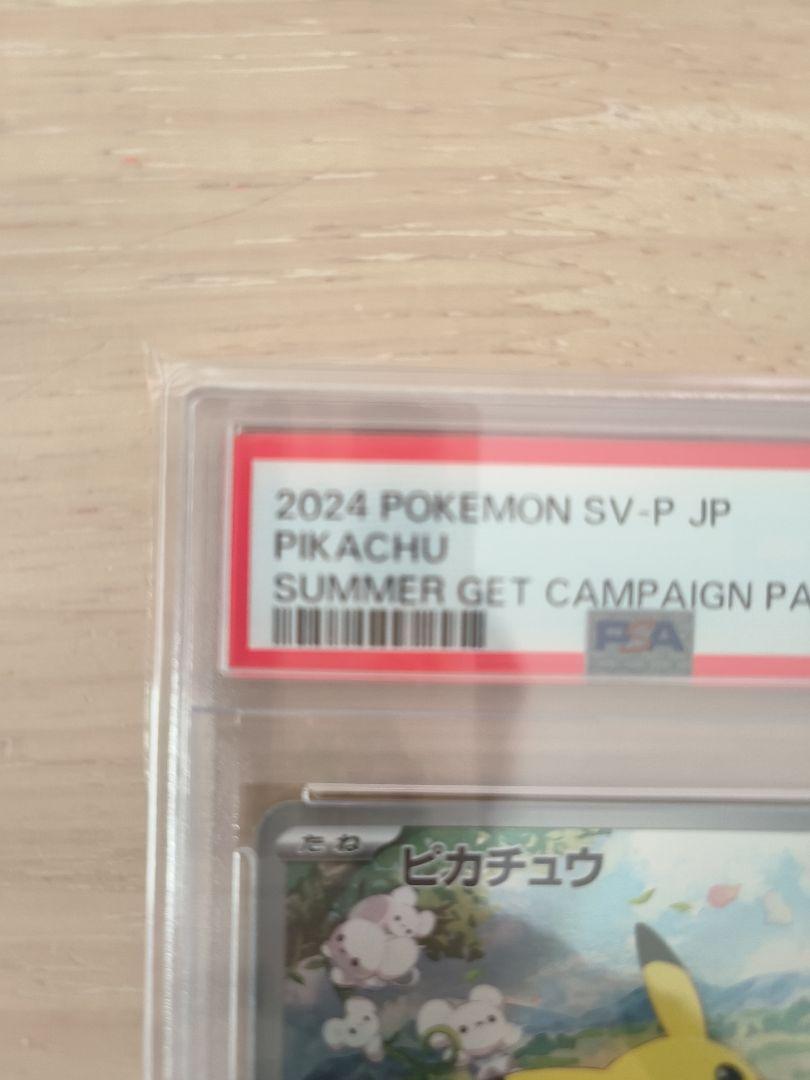 2024 POKEMON SV-P JP
PIKACHU
SUMMER GET CAMPAIGN PA
PSA
たね
ピカチュウ